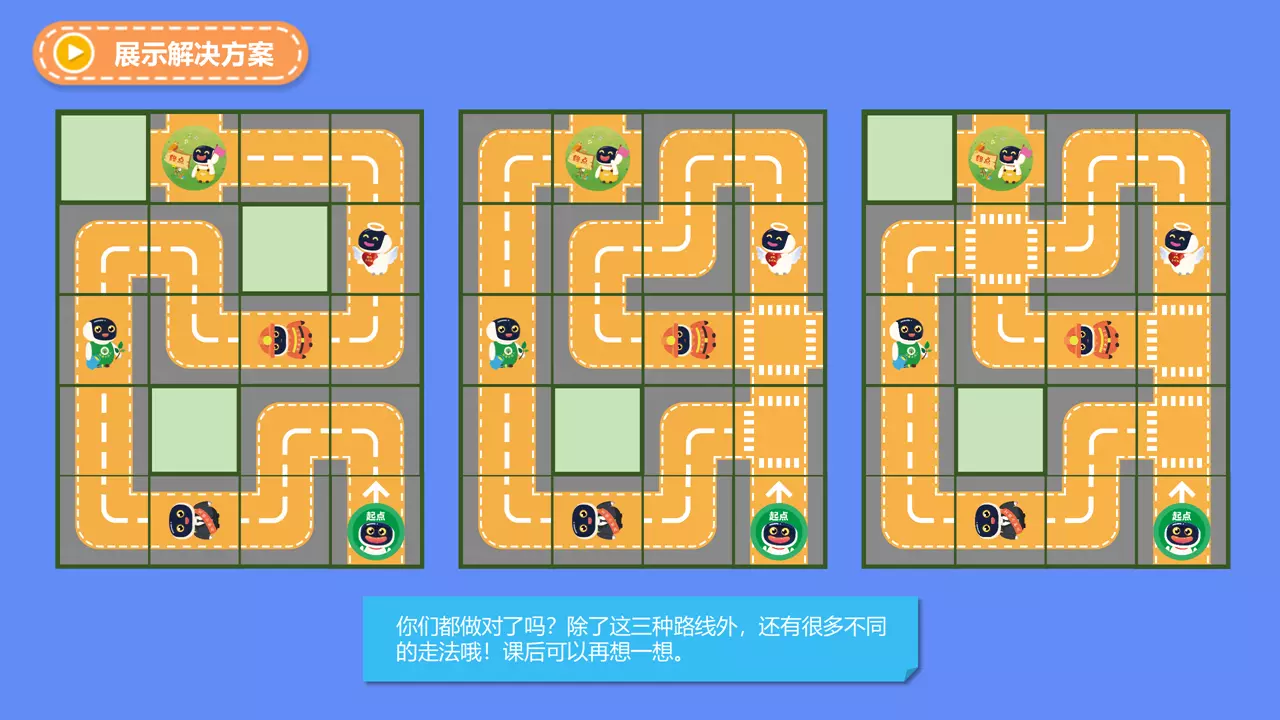 展示解决方案
终点
终点
终点
起点
起点
起点
你们都做对了吗？除了这三种路线外，还有很多不同
的走法哦！课后可以再想一想。